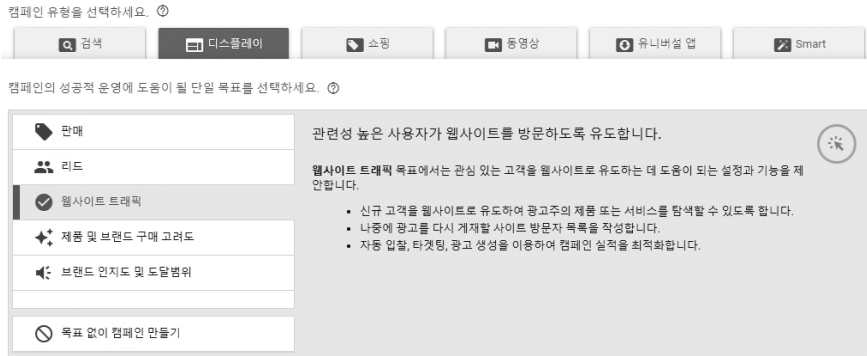 캠페인 유형을 선택하세요. ?
검색
디스플레이
쇼핑
동영상
유니버설 앱
Smart
캠페인의 성공적 운영에 도움이 될 단일 목표를 선택하세요. ?
판매
리드
웹사이트 트래픽
제품 및 브랜드 구매 고려도
브랜드 인지도 및 도달범위
목표 없이 캠페인 만들기
관련성 높은 사용자가 웹사이트를 방문하도록 유도합니다.
웹사이트 트래픽 목표에서는 관심 있는 고객을 웹사이트로 유도하는 데 도움이 되는 설정과 기능을 제
안합니다.
• 신규 고객을 웹사이트로 유도하여 광고주의 제품 또는 서비스를 탐색할 수 있도록 합니다.
• 나중에 광고를 다시 게재할 사이트 방문자 목록을 작성합니다.
• 자동 입찰, 타겟팅, 광고 생성을 이용하여 캠페인 실적을 최적화합니다.